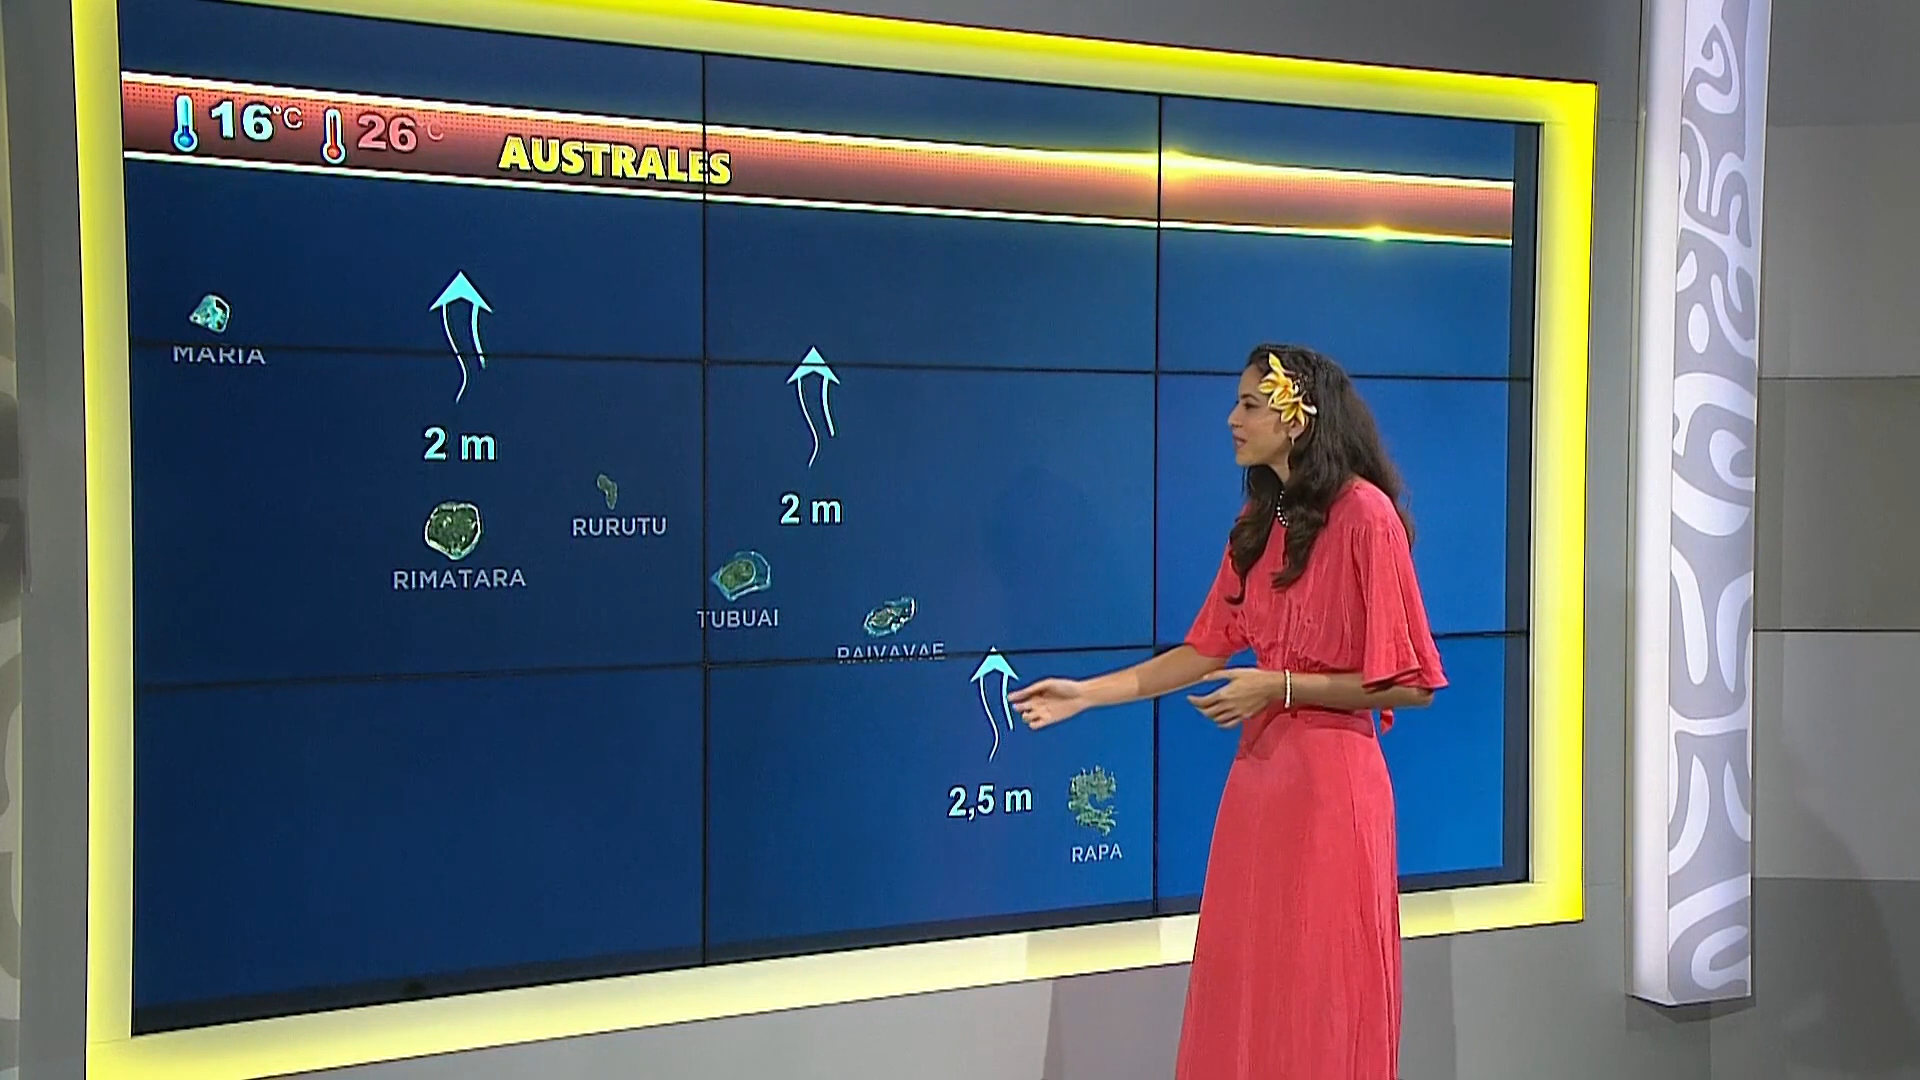 16°C 26°C AUSTRALES
MARIA
2 m
2 m
RURUTU
RIMATARA
TUBUAI
RAIVAVAE
2,5 m
RAPA